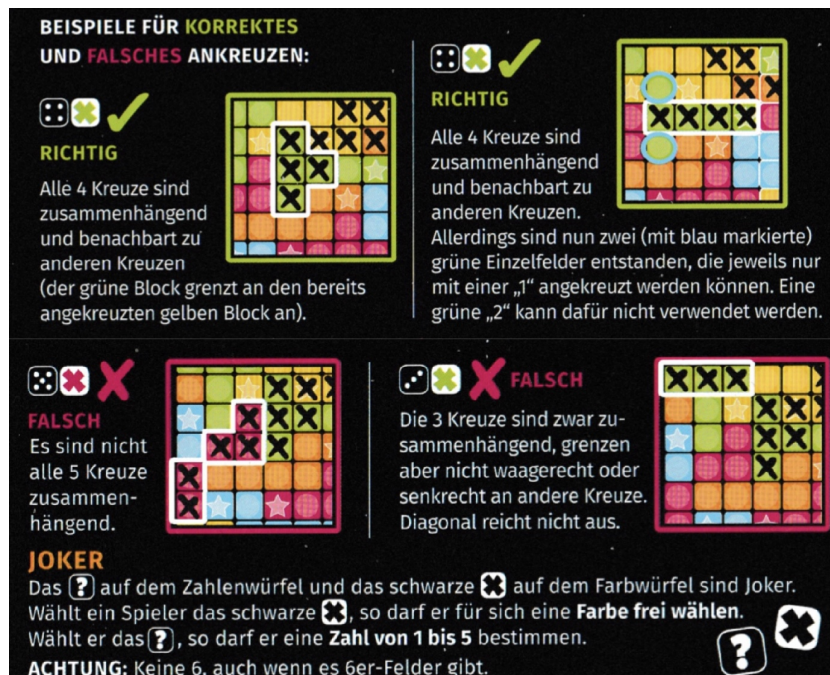 BEISPIELE FÜR KORREKTES
UND FALSCHES ANKREUZEN:
RICHTIG
Alle 4 Kreuze sind
zusammenhängend
und benachbart zu
anderen Kreuzen
(der grüne Block grenzt an den bereits
angekreuzten gelben Block an).
RICHTIG
Alle 4 Kreuze sind
zusammenhängend
und benachbart zu
anderen Kreuzen.
Allerdings sind nun zwei (mit blau markierte)
grüne Einzelfelder entstanden, die jeweils nur
mit einer „1“ angekreuzt werden können. Eine
grüne „2“ kann dafür nicht verwendet werden.
FALSCH
Es sind nicht
alle 5 Kreuze
zusammen-
hängend.
FALSCH
Die 3 Kreuze sind zwar zu-
sammenhängend, grenzen
aber nicht waagerecht oder
senkrecht an andere Kreuze.
Diagonal reicht nicht aus.
JOKER
Das ? auf dem Zahlenwürfel und das schwarze X auf dem Farbwürfel sind Joker.
Wählt ein Spieler das schwarze X, so darf er für sich eine Farbe frei wählen.
Wählt er das ?, so darf er eine Zahl von 1 bis 5 bestimmen.
?
ACHTUNG: Keine 6, auch wenn es 6er-Felder gibt.